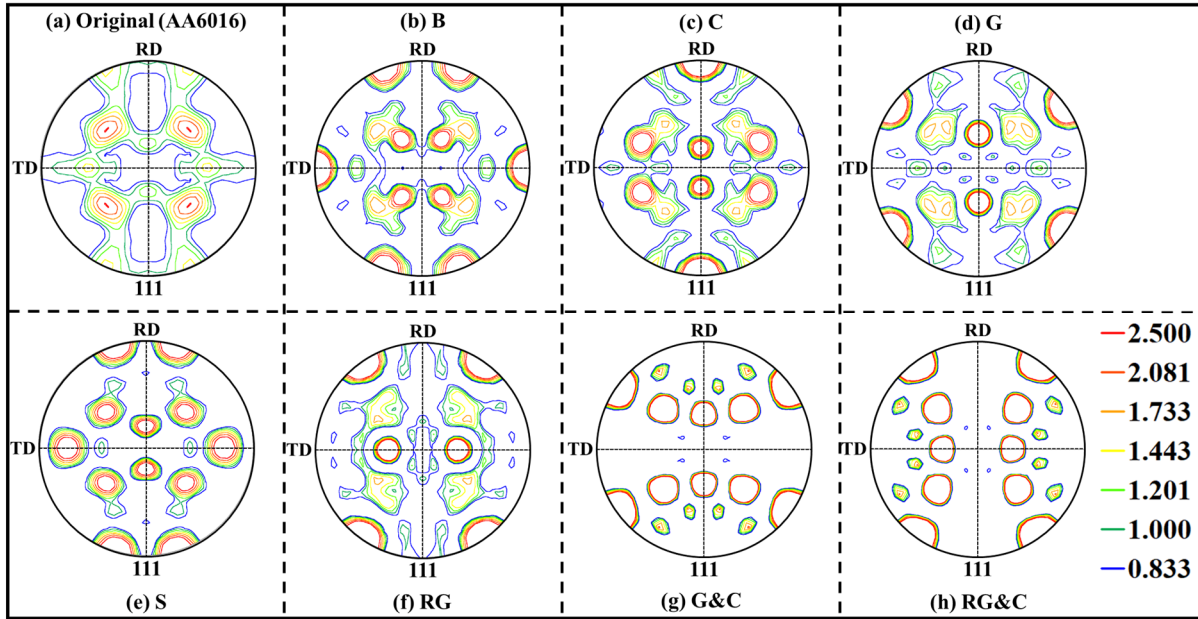 (a) Original (AA6016)
RD
TD
111
(b) B
RD
TD
111
(c) C
RD
TD
111
(d) G
RD
TD
111
RD
TD
111
(e) S
RD
TD
111
(f) RG
RD
TD
111
(g) G&C
RD
TD
111
(h) RG&C
2.500
2.081
1.733
1.443
1.201
1.000
0.833